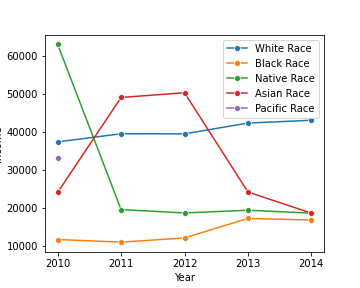 60000
50000
40000
30000
20000
10000
White Race
Black Race
Native Race
Asian Race
Pacific Race
2010 2011 2012 2013 2014
Year